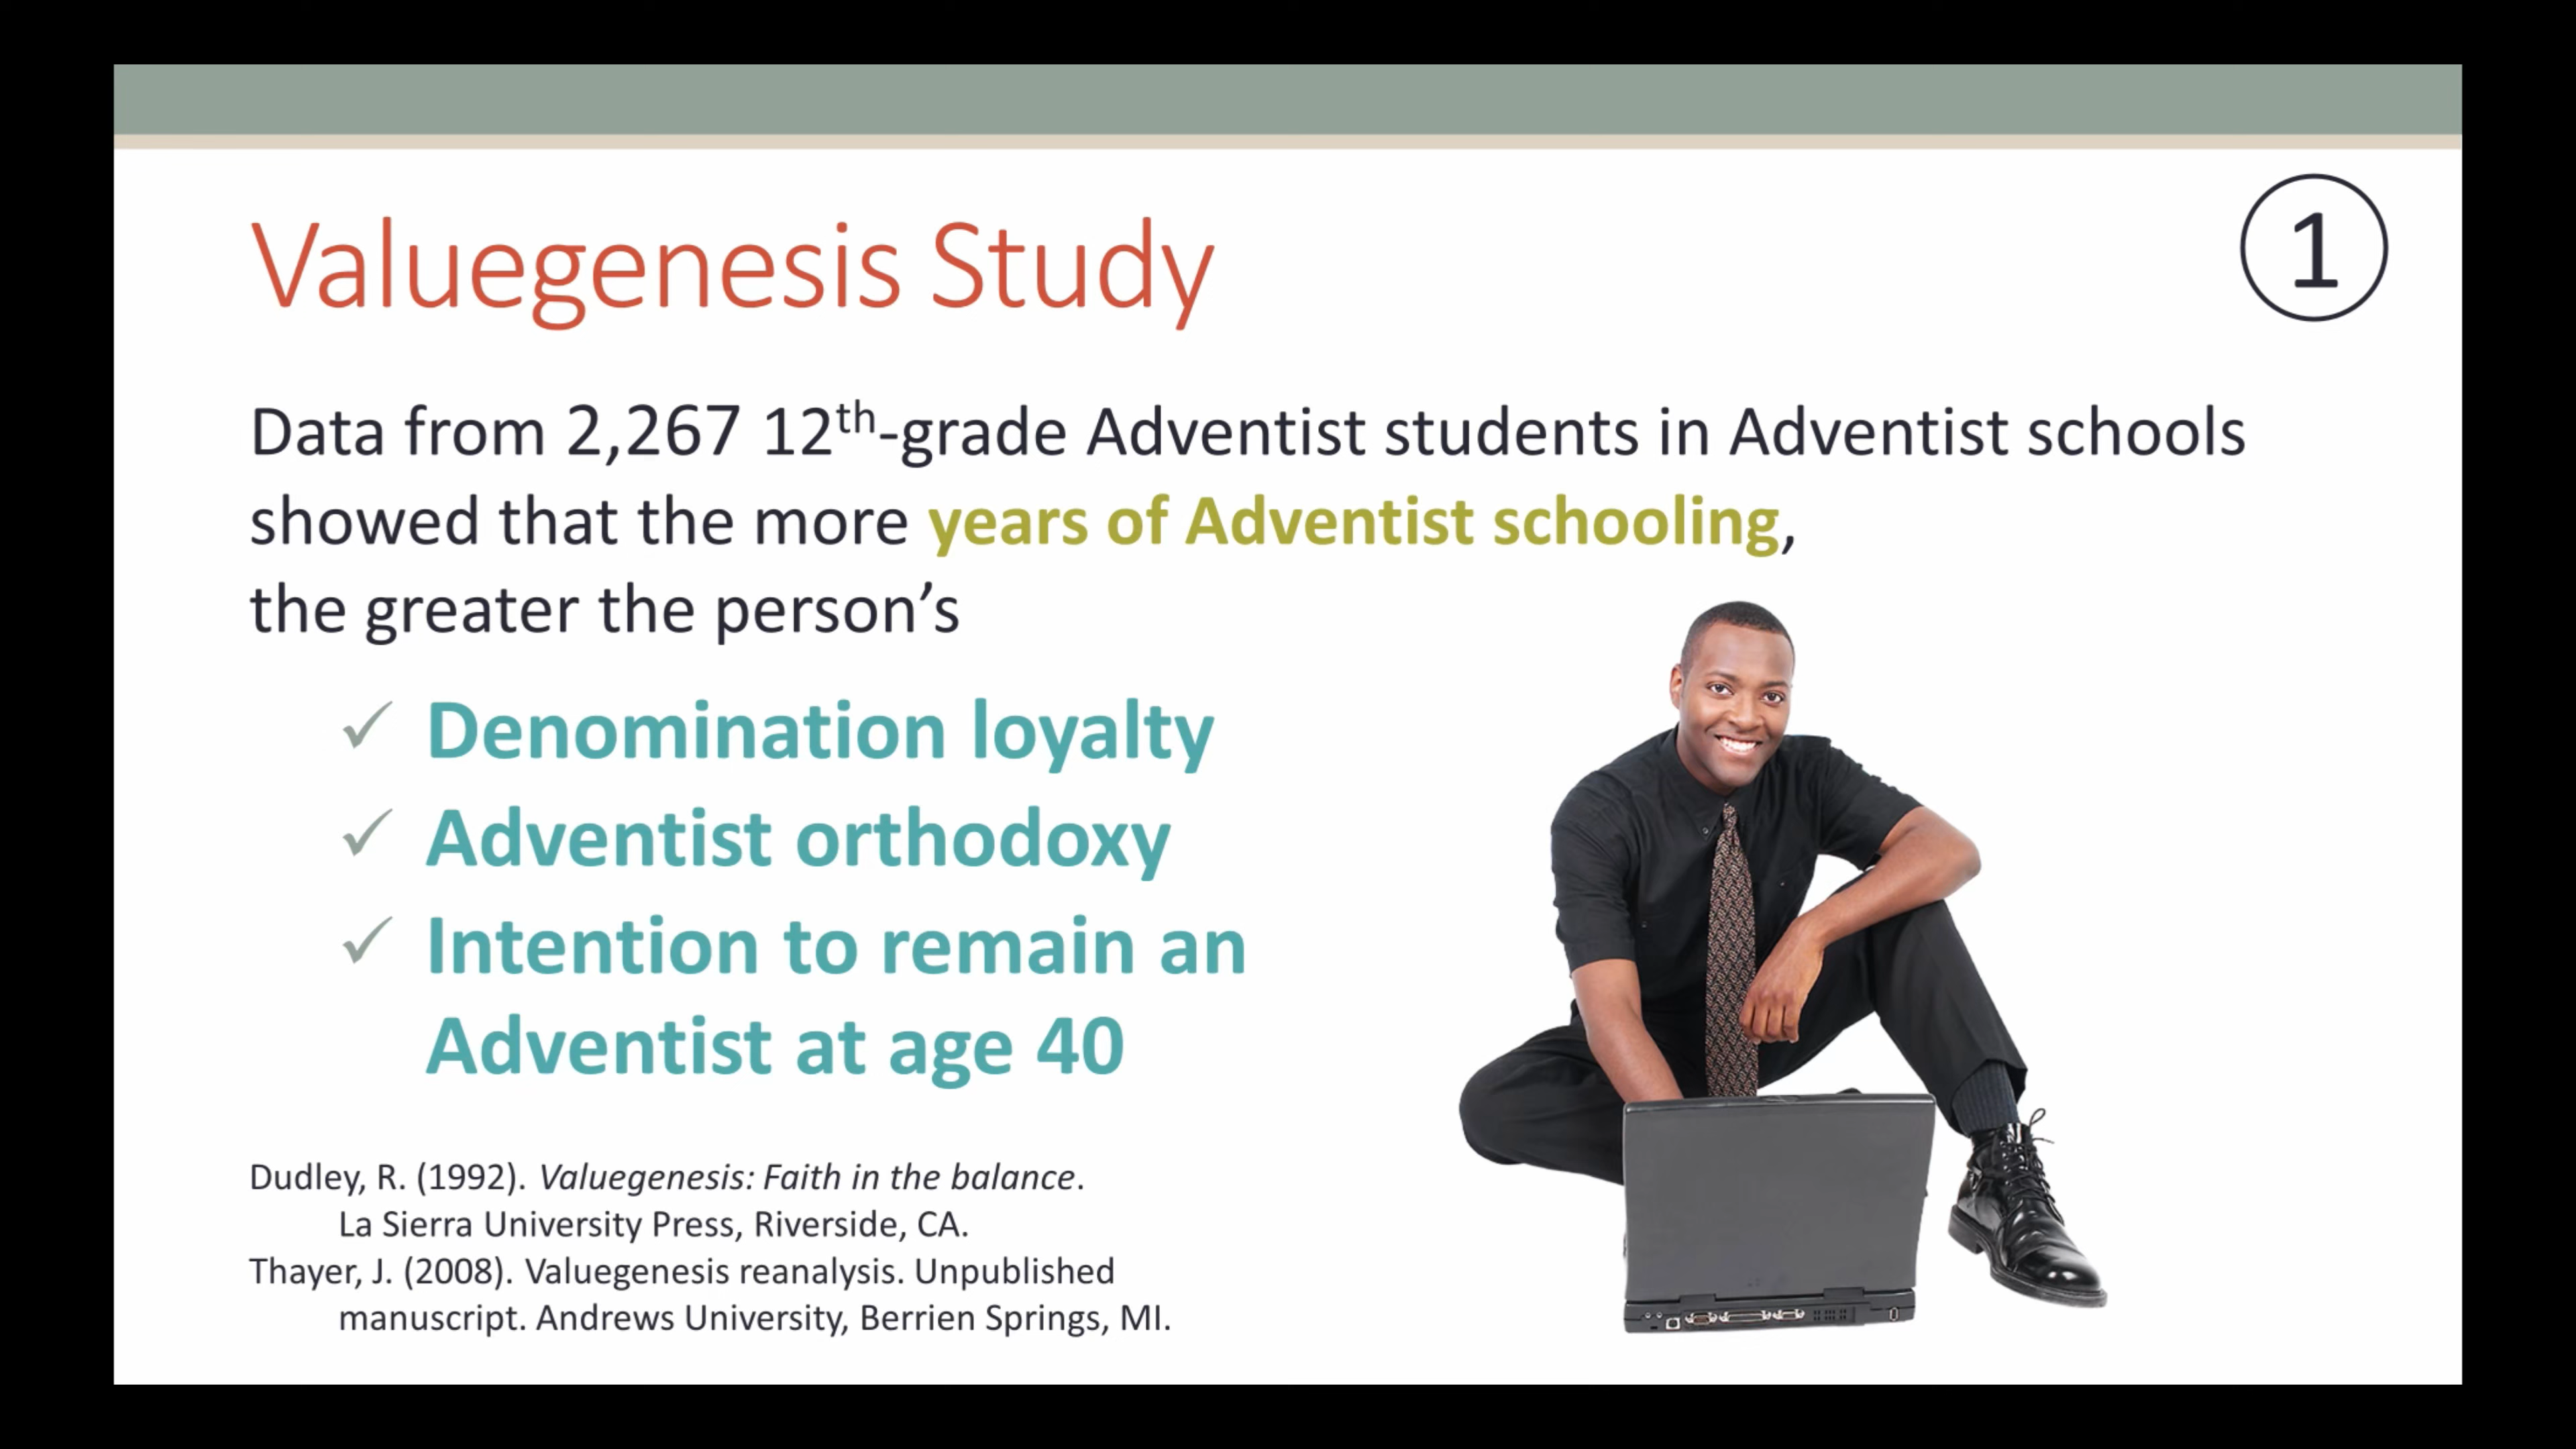 Valuegenesis Study
1
Data from 2,267 12th-grade Adventist students in Adventist schools
showed that the more years of Adventist schooling,
the greater the person’s
✓ Denomination loyalty
✓ Adventist orthodoxy
✓ Intention to remain an
Adventist at age 40
Dudley, R. (1992). Valuegenesis: Faith in the balance.
La Sierra University Press, Riverside, CA.
Thayer, J. (2008). Valuegenesis reanalysis. Unpublished
manuscript. Andrews University, Berrien Springs, MI.